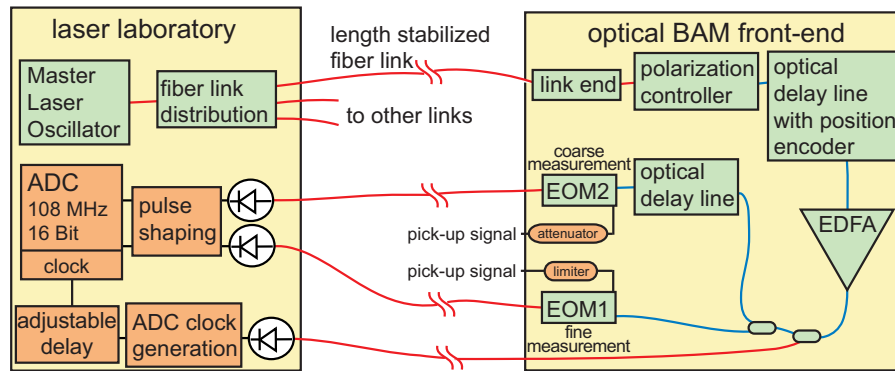 laser laboratory
length stabilized
fiber link
to other links
optical BAM front-end
Master
Laser
Oscillator
fiber link
distribution
link end
polarization
controller
optical
delay line
with position
encoder
ADC
108 MHz
16 Bit
clock
pulse
shaping
adjustable
delay
ADC clock
generation
coarse
measurement
EOM2
optical
delay line
pick-up signal
attenuator
pick-up signal
limiter
EOM1
fine
measurement
EDFA